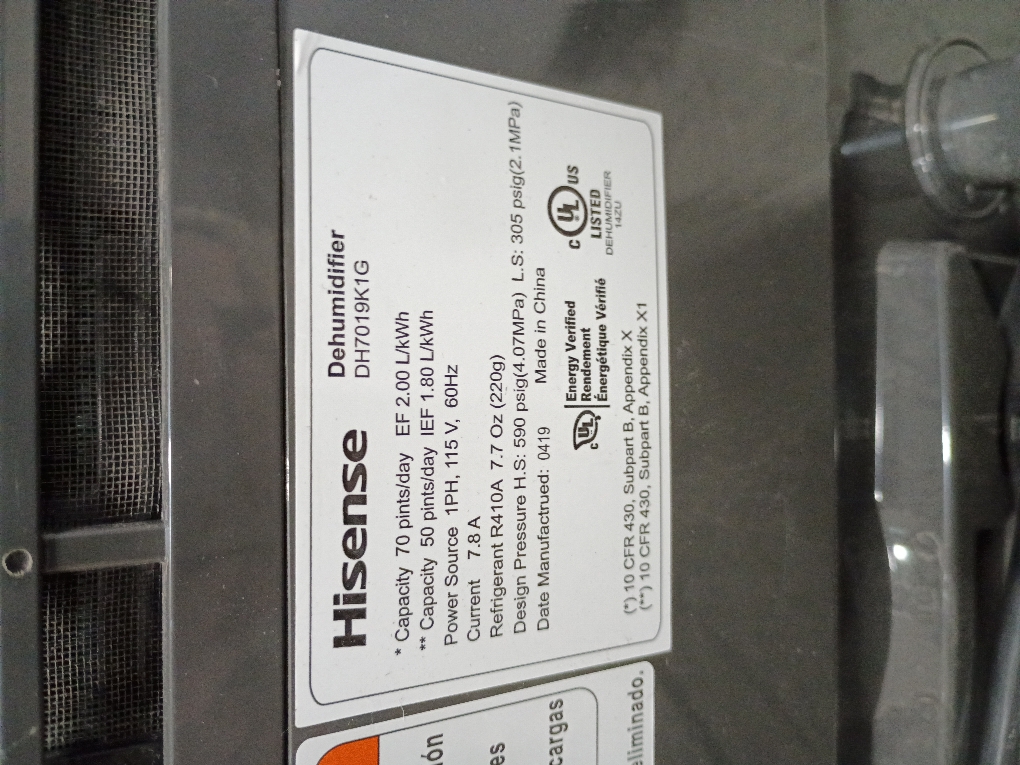 Hisense
Dehumidifier
DH7019K1G
* Capacity 70 pints/day EF 2.00 L/kWh
** Capacity 50 pints/day IEF 1.80 L/kWh
Power Source 1PH, 115 V, 60Hz
Current 7.8 A
Refrigerant R410A 7.7 Oz (220g)
Design Pressure H.S: 590 psig(4.07MPa) L.S: 305 psig(2.1MPa)
Date Manufactrued: 0419 Made in China
c UL
Energy Verified
Rendement
Énergétique Vérifié
C UL US
LISTED
DEHUMIDIFIER
14ZU
(*) 10 CFR 430, Subpart B, Appendix X
(**) 10 CFR 430, Subpart B, Appendix X1
ión
es
cargas
eliminado.